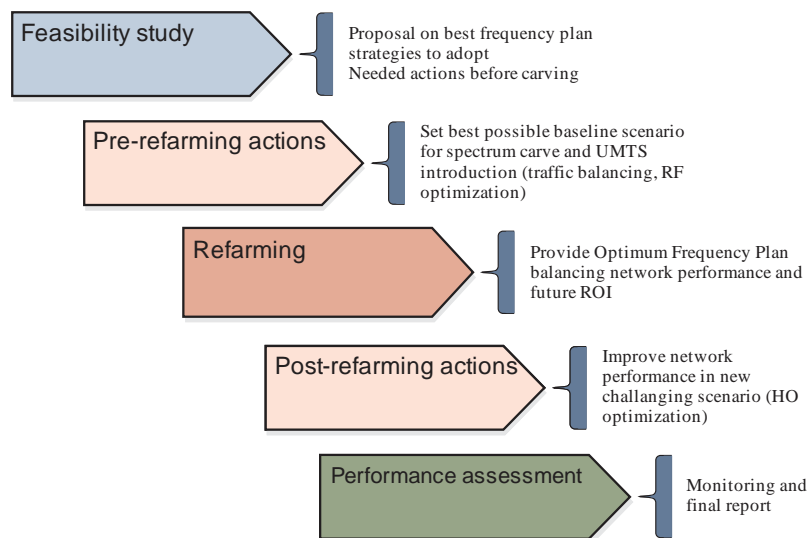 Feasibility study
Proposal on best frequency plan
strategies to adopt
Needed actions before carving
Pre-refarming actions
Set best possible baseline scenario
for spectrum carve and UMTS
introduction (traffic balancing, RF
optimization)
Refarming
Provide Optimum Frequency Plan
balancing network performance and
future ROI
Post-refarming actions
Improve network
performance in new
challanging scenario (HO
optimization)
Performance assessment
Monitoring and
final report